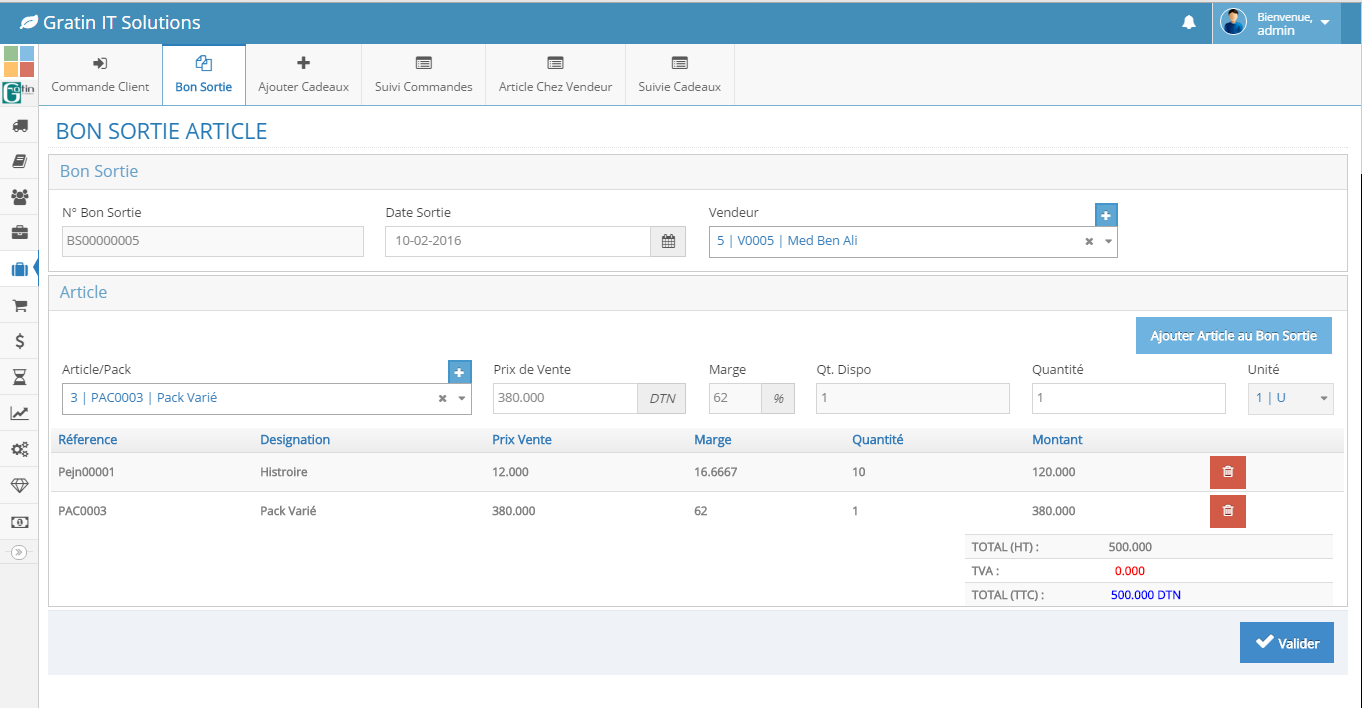 Gratin IT Solutions
Bienvenue,
admin
Commande Client
Bon Sortie
Ajouter Cadeaux
Suivi Commandes
Article Chez Vendeur
Suivie Cadeaux
BON SORTIE ARTICLE
Bon Sortie
N° Bon Sortie Date Sortie Vendeur
BS00000005 10-02-2016 5 | V0005 | Med Ben Ali
Article
Ajouter Article au Bon Sortie
Article/Pack Prix de Vente Marge Qt. Dispo Quantité Unité
3 | PAC0003 | Pack Varié 380.000 DTN 62 % 1 1 1 | U
Réference Designation Prix Vente Marge Quantité Montant
Pejn00001 Histroire 12.000 16.6667 10 120.000
PAC0003 Pack Varié 380.000 62 1 380.000
TOTAL (HT) : 500.000
TVA : 0.000
TOTAL (TTC) : 500.000 DTN
Valider